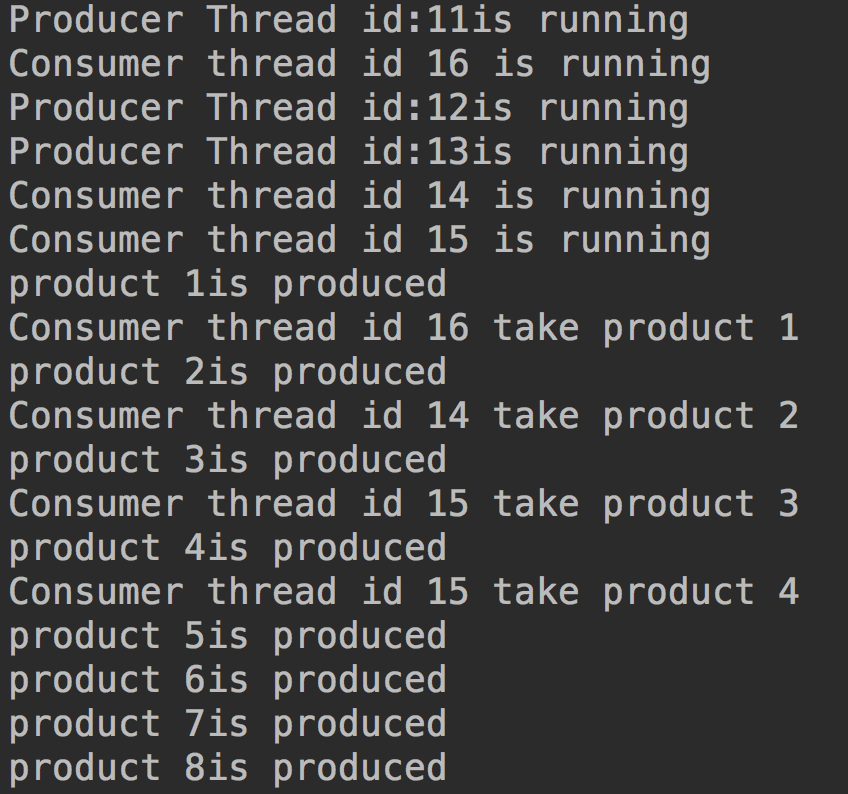 Producer Thread id:11is running
Consumer thread id 16 is running
Producer Thread id:12is running
Producer Thread id:13is running
Consumer thread id 14 is running
Consumer thread id 15 is running
product 1is produced
Consumer thread id 16 take product 1
product 2is produced
Consumer thread id 14 take product 2
product 3is produced
Consumer thread id 15 take product 3
product 4is produced
Consumer thread id 15 take product 4
product 5is produced
product 6is produced
product 7is produced
product 8is produced